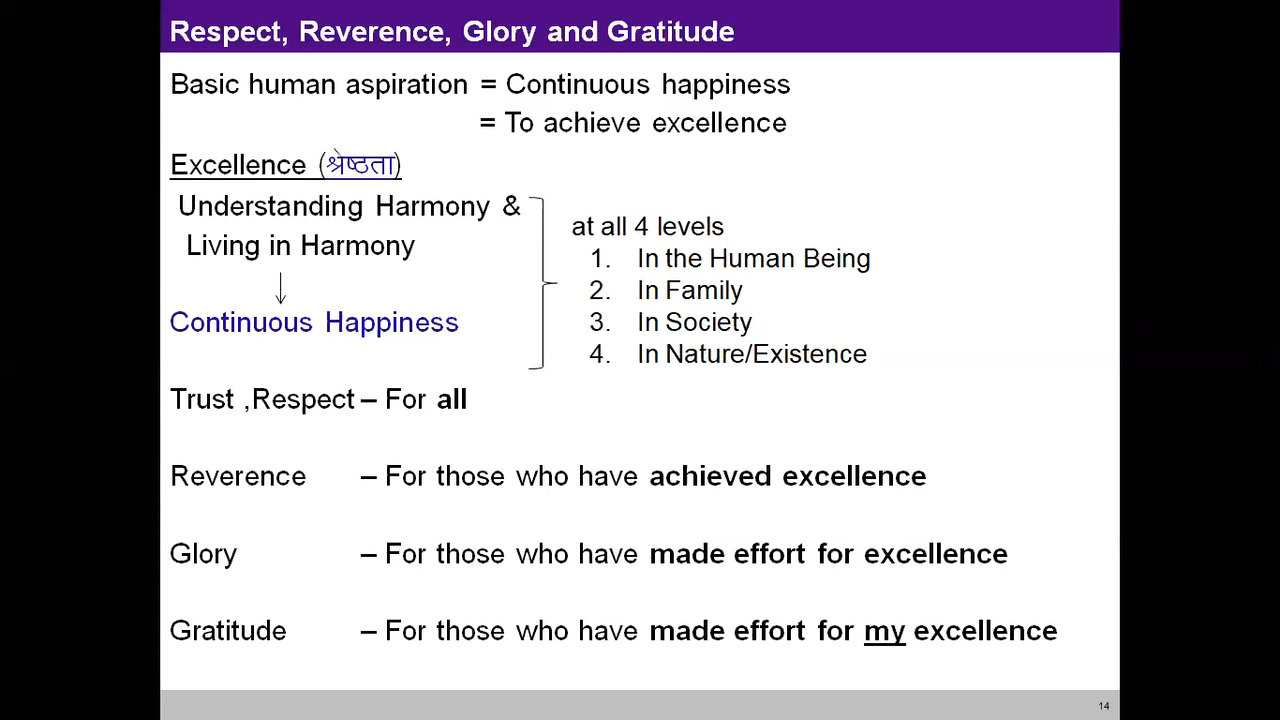 Respect, Reverence, Glory and Gratitude
Basic human aspiration = Continuous happiness
= To achieve excellence
Excellence (श्रेष्ठता)
Understanding Harmony &
Living in Harmony
Continuous Happiness
at all 4 levels
1. In the Human Being
2. In Family
3. In Society
4. In Nature/Existence
Trust ,Respect – For all
Reverence – For those who have achieved excellence
Glory – For those who have made effort for excellence
Gratitude – For those who have made effort for my excellence
14